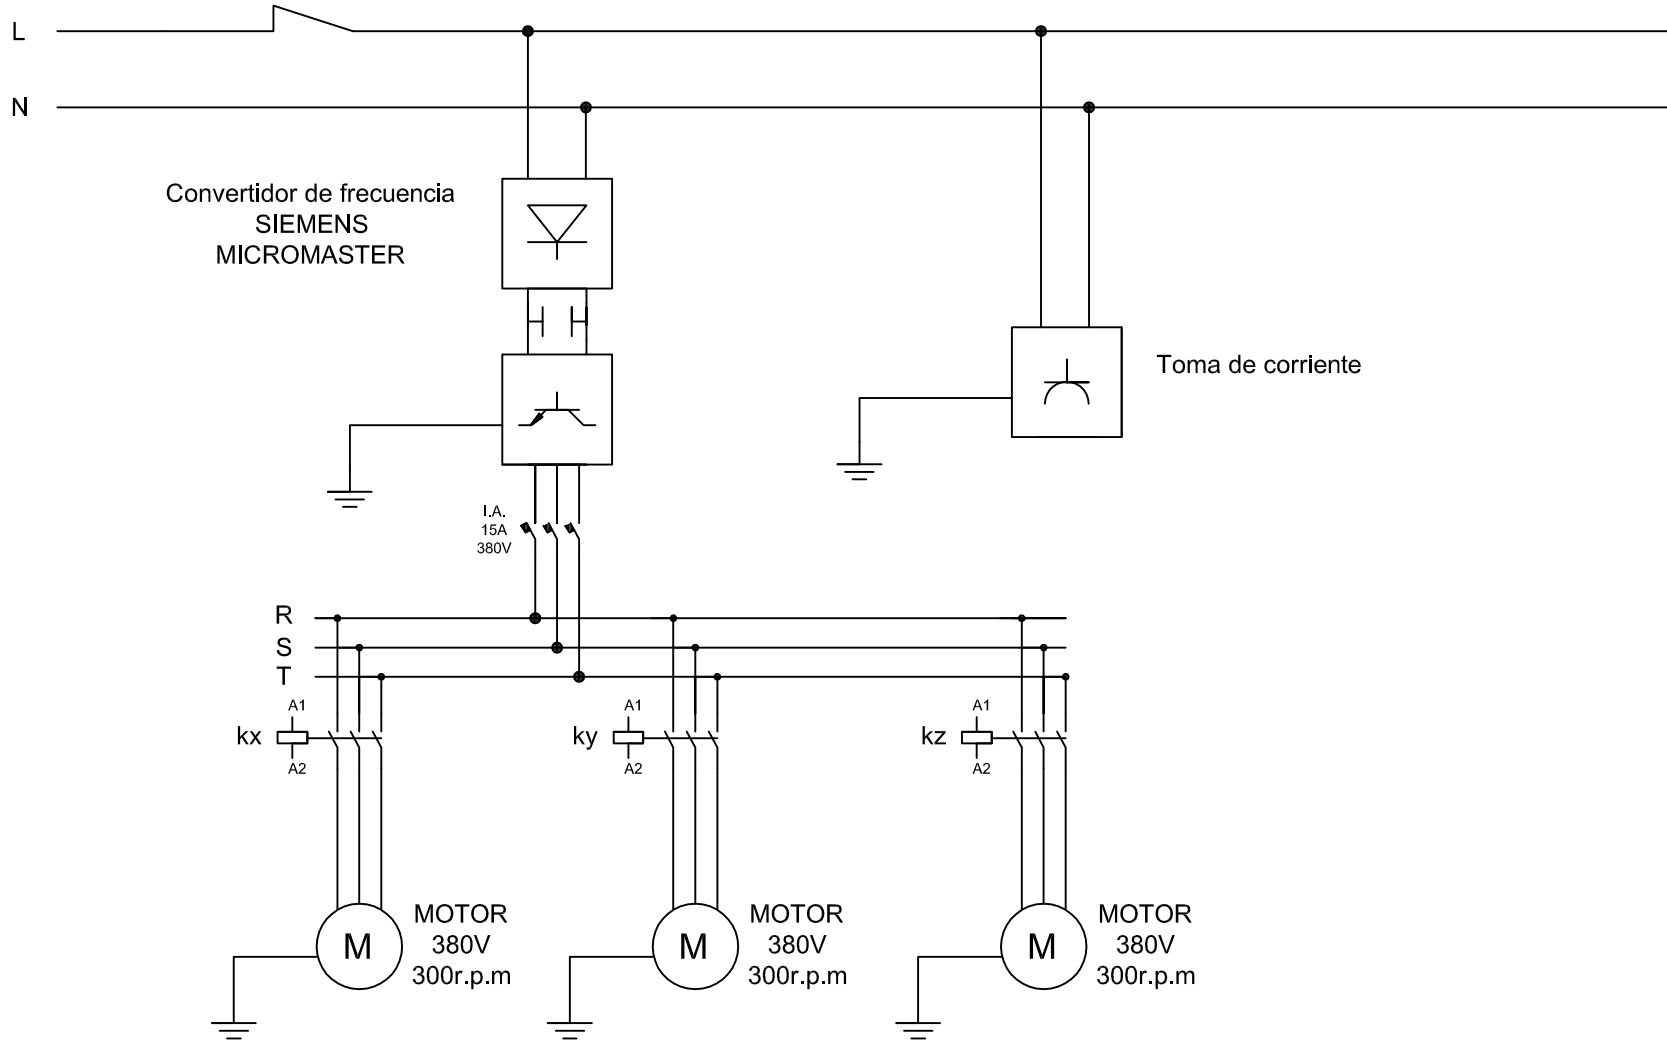 L
N
Convertidor de frecuencia
SIEMENS
MICROMASTER
Toma de corriente
I.A.
15A
380V
R
S
T
A1
kx
A2
A1
ky
A2
A1
kz
A2
M
MOTOR
380V
300r.p.m
M
MOTOR
380V
300r.p.m
M
MOTOR
380V
300r.p.m